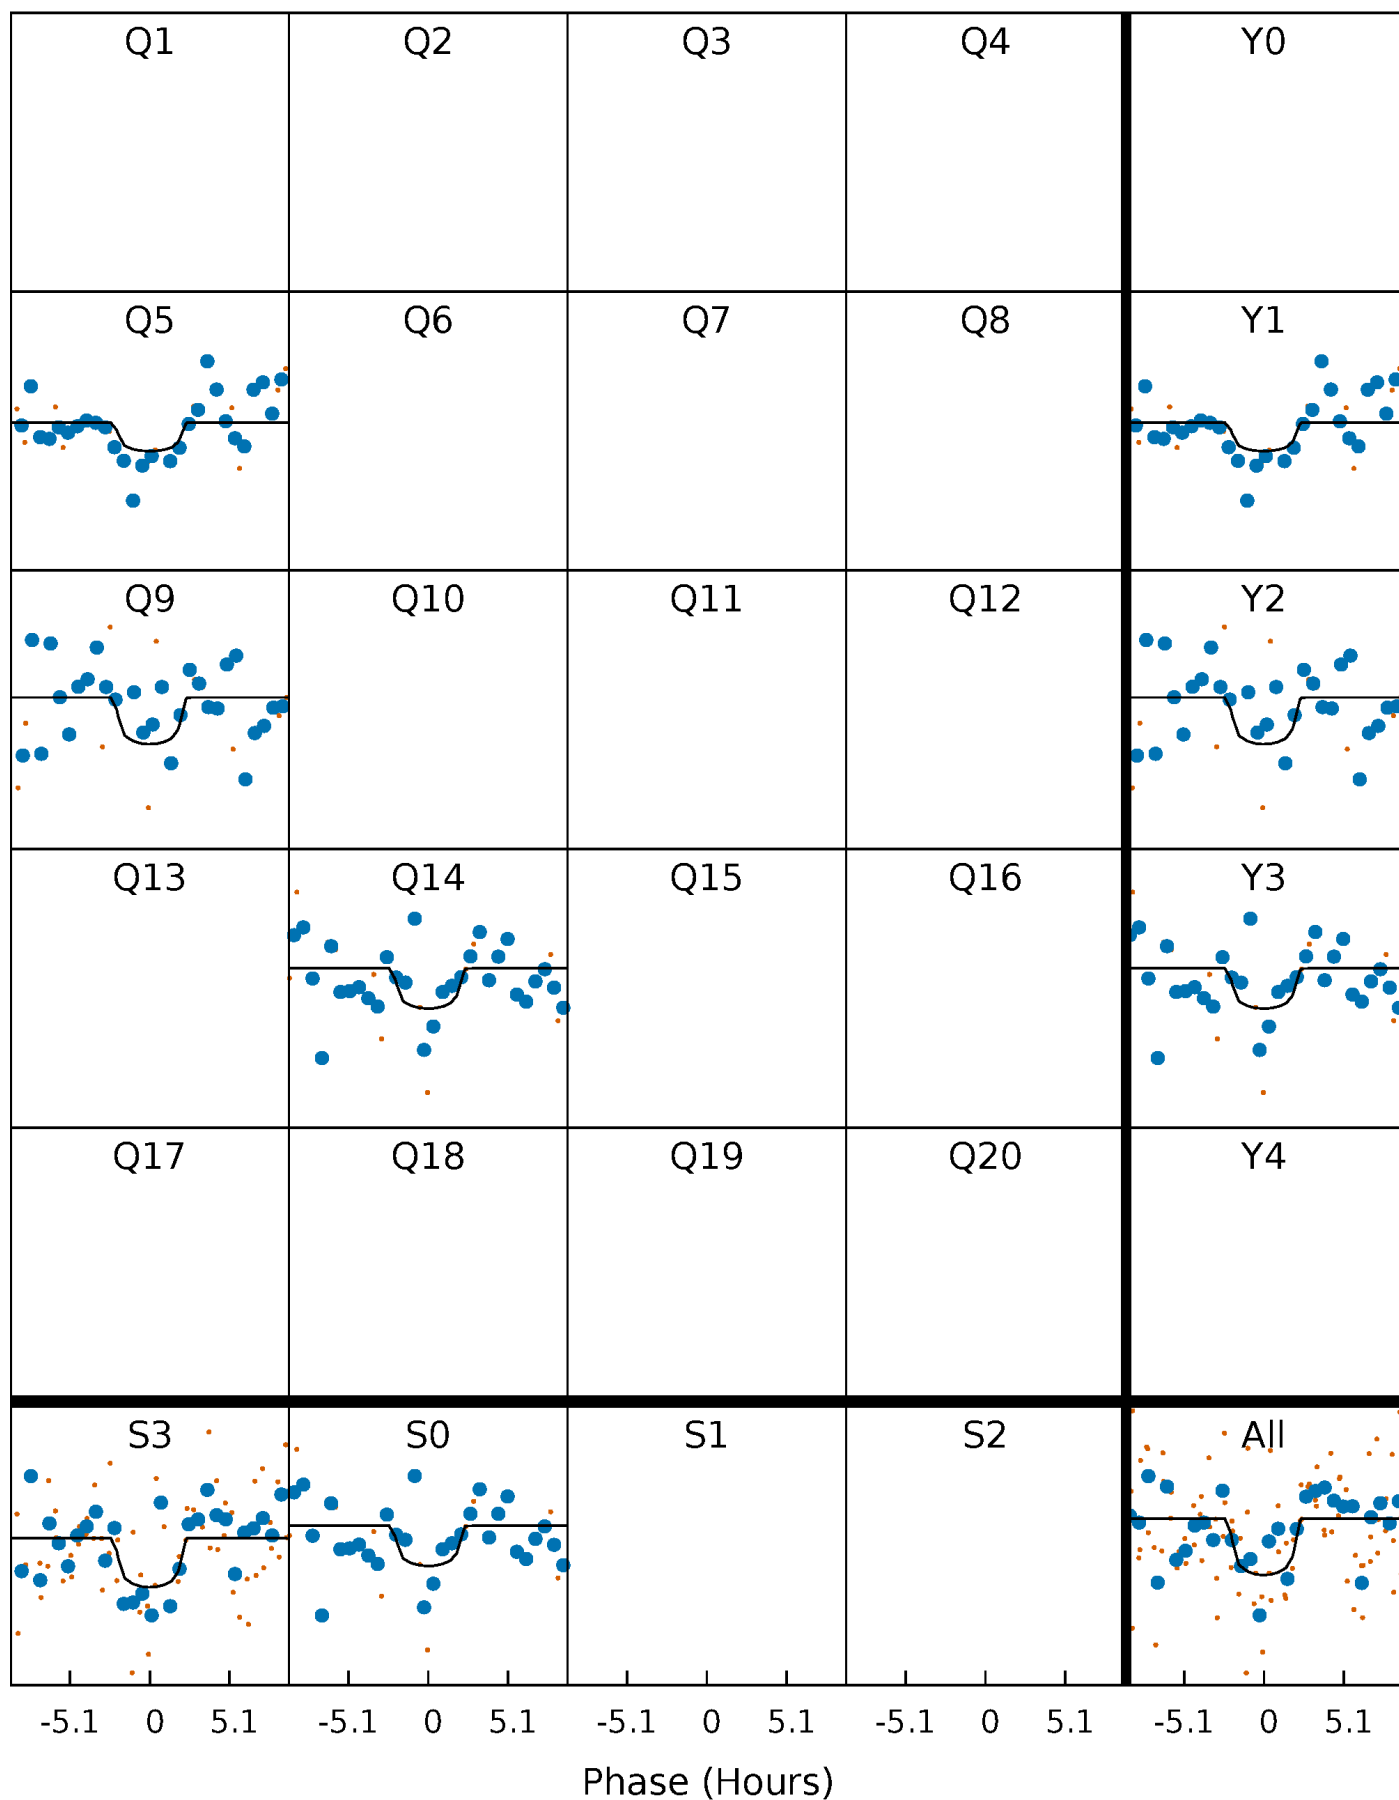 Q1 Q2 Q3 Q4 Y0
Q5 Q6 Q7 Q8 Y1
Q9 Q10 Q11 Q12 Y2
Q13 Q14 Q15 Q16 Y3
Q17 Q18 Q19 Q20 Y4
S3 S0 S1 S2 All
-5.1 0 5.1 -5.1 0 5.1 -5.1 0 5.1 -5.1 0 5.1 -5.1 0 5.1
Phase (Hours)